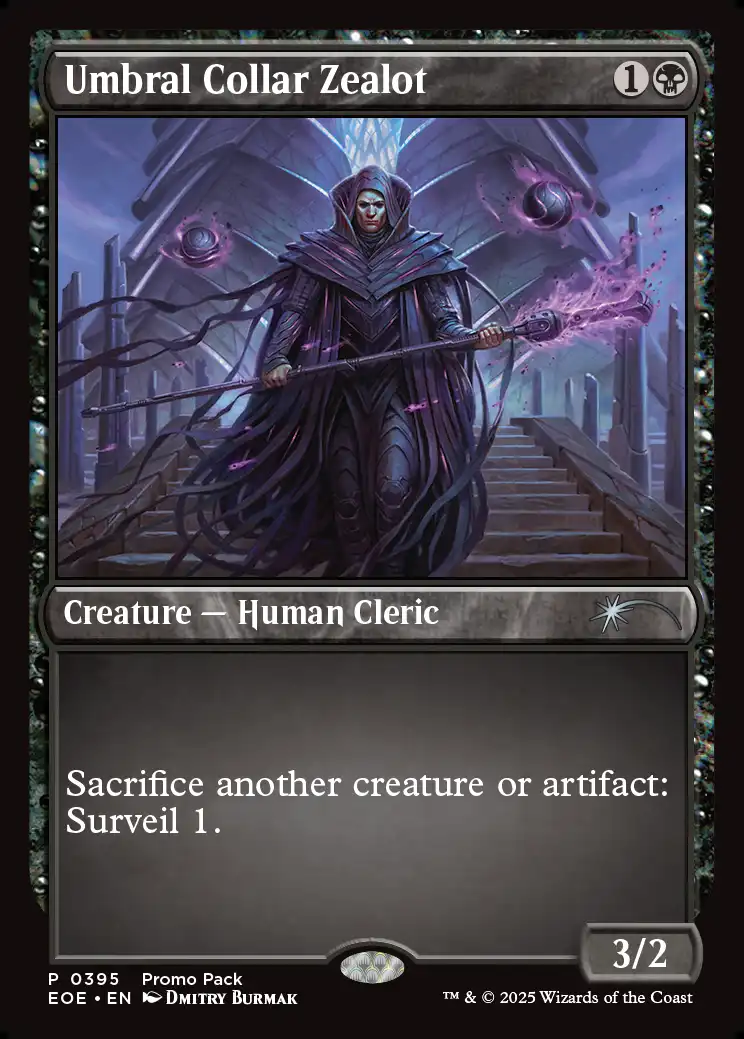 Umbral Collar Zealot 1
Creature — Human Cleric
Sacrifice another creature or artifact:
Surveil 1.
3/2
P 0395 Promo Pack
EOE • EN Dmitry Burmak
™ & © 2025 Wizards of the Coast